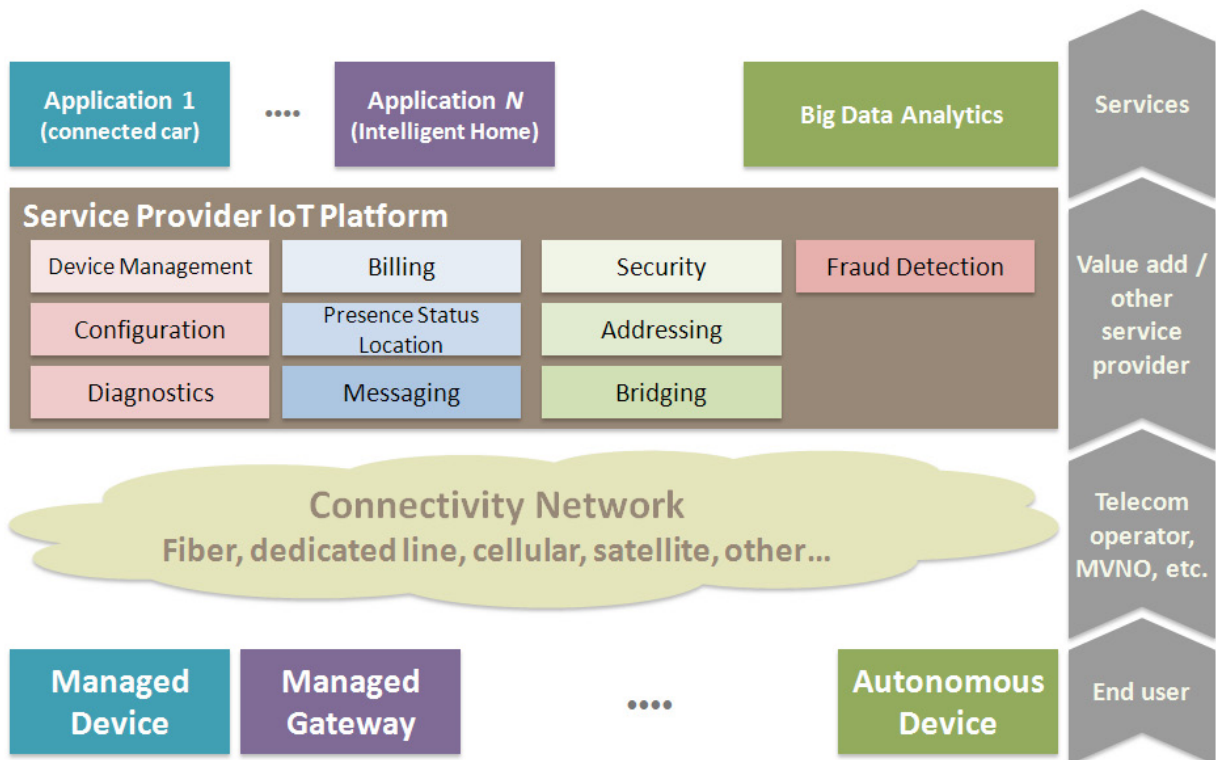 Application 1
(connected car)
....
Application N
(Intelligent Home)
Big Data Analytics
Services
Service Provider IoT Platform
Device Management
Billing
Security
Fraud Detection
Configuration
Presence Status
Location
Addressing
Diagnostics
Messaging
Bridging
Value add /
other
service
provider
Connectivity Network
Fiber, dedicated line, cellular, satellite, other...
Telecom
operator,
MVNO, etc.
Managed
Device
Managed
Gateway
....
Autonomous
Device
End user